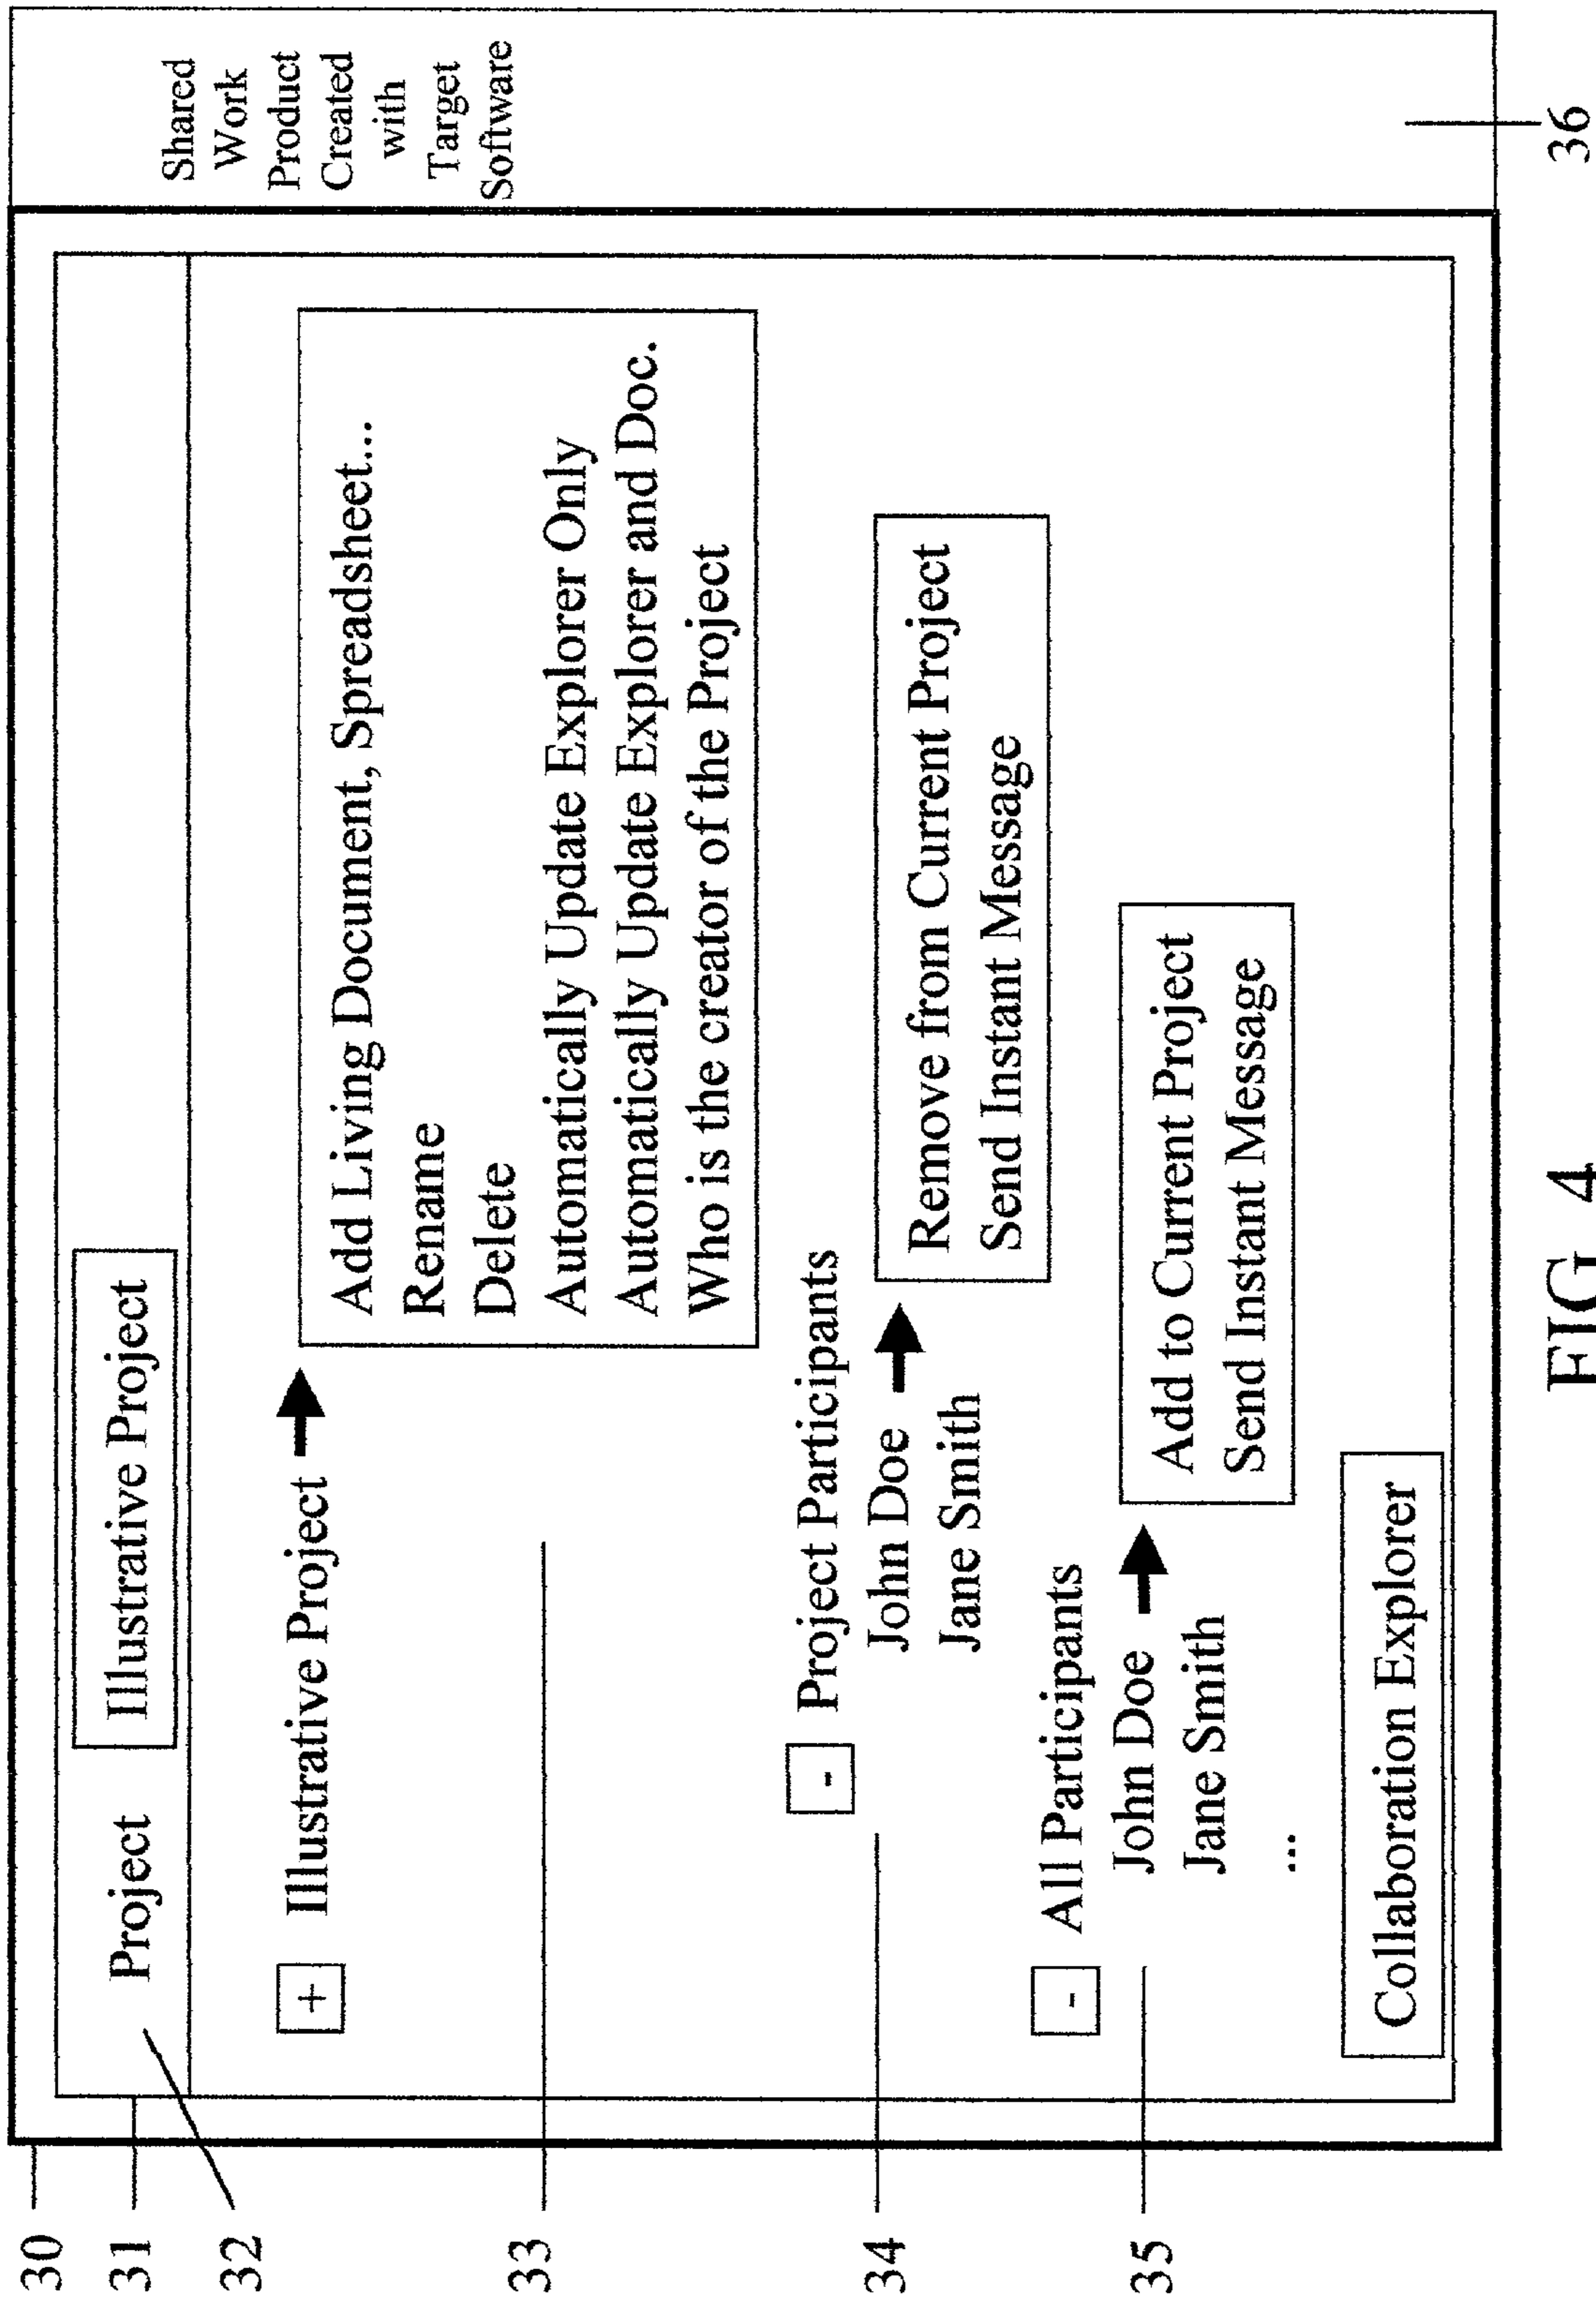 30
31
32
Project
Illustrative Project
+ Illustrative Project
Add Living Document, Spreadsheet...
Rename
Delete
Automatically Update Explorer Only
Automatically Update Explorer and Doc.
Who is the creator of the Project
33
- Project Participants
John Doe
Jane Smith
Remove from Current Project
Send Instant Message
34
- All Participants
John Doe
Jane Smith
...
Add to Current Project
Send Instant Message
35
Collaboration Explorer
Shared
Work
Product
Created
with
Target
Software
36
FIG. 4